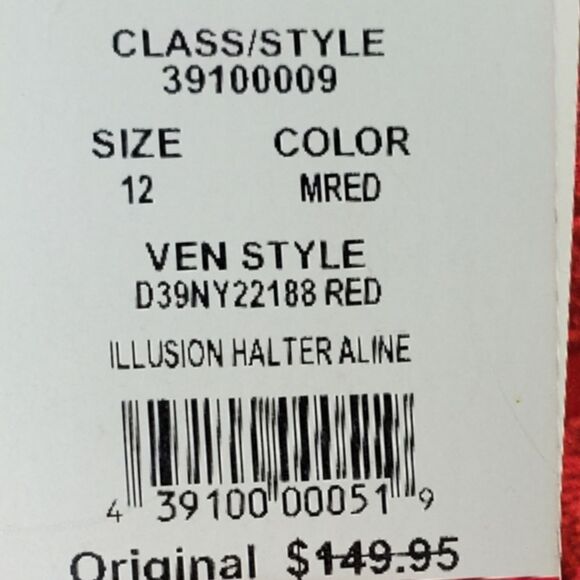 CLASS/STYLE
39100009
SIZE COLOR
12 MRED
VEN STYLE
D39NY22188 RED
ILLUSION HALTER ALINE
4 39100 00051 9
Original $149.95